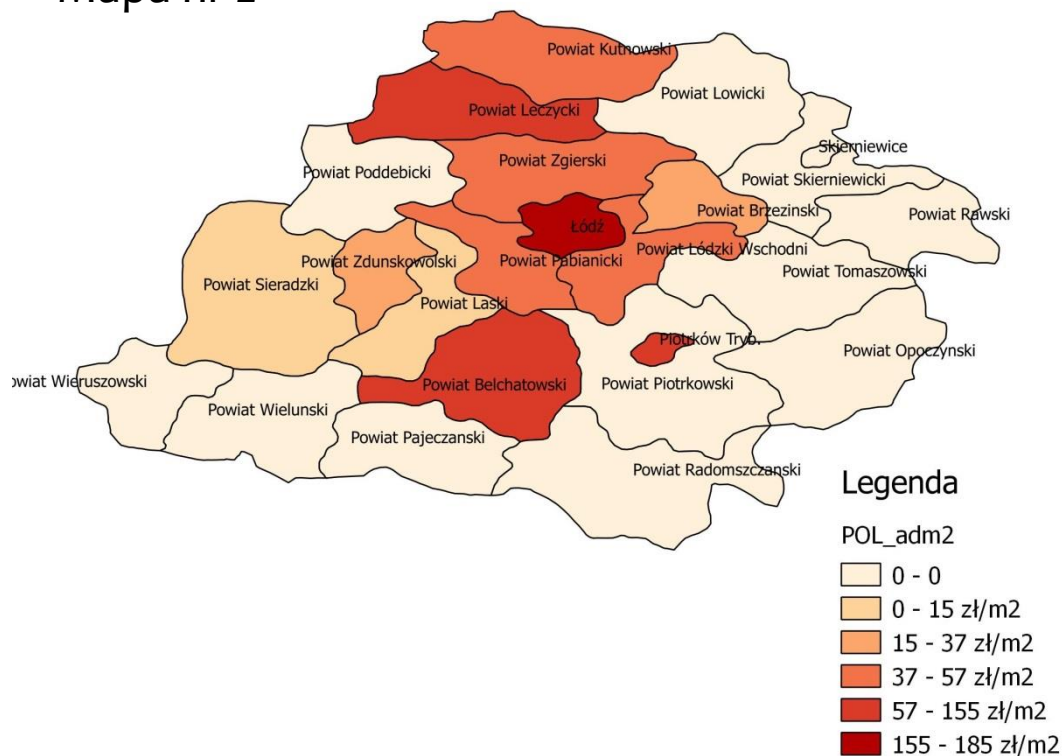 Powiat Kutnowski
Powiat Lowicki
Powiat Leczycki
Skierniewice
Powiat Zgierski
Powiat Poddebicki
Powiat Skierniewicki
Powiat Brzezinski
Powiat Rawski
Łódź
Powiat Lódzki Wschodni
Powiat Zdunskowolski
Powiat Pabianicki
Powiat Tomaszowski
Powiat Sieradzki
Powiat Laski
Piotrków Tryb.
Powiat Opoczynski
owiat Wieruszowski
Powiat Belchatowski
Powiat Piotrkowski
Powiat Wielunski
Powiat Pajeczanski
Powiat Radomszczanski
Legenda
POL_adm2
0 - 0
0 - 15 zł/m2
15 - 37 zł/m2
37 - 57 zł/m2
57 - 155 zł/m2
155 - 185 zł/m2